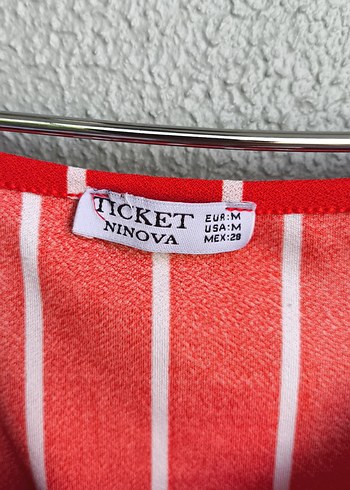 TICKET
NINOVA
EUR:M
USA:M
MEX:28